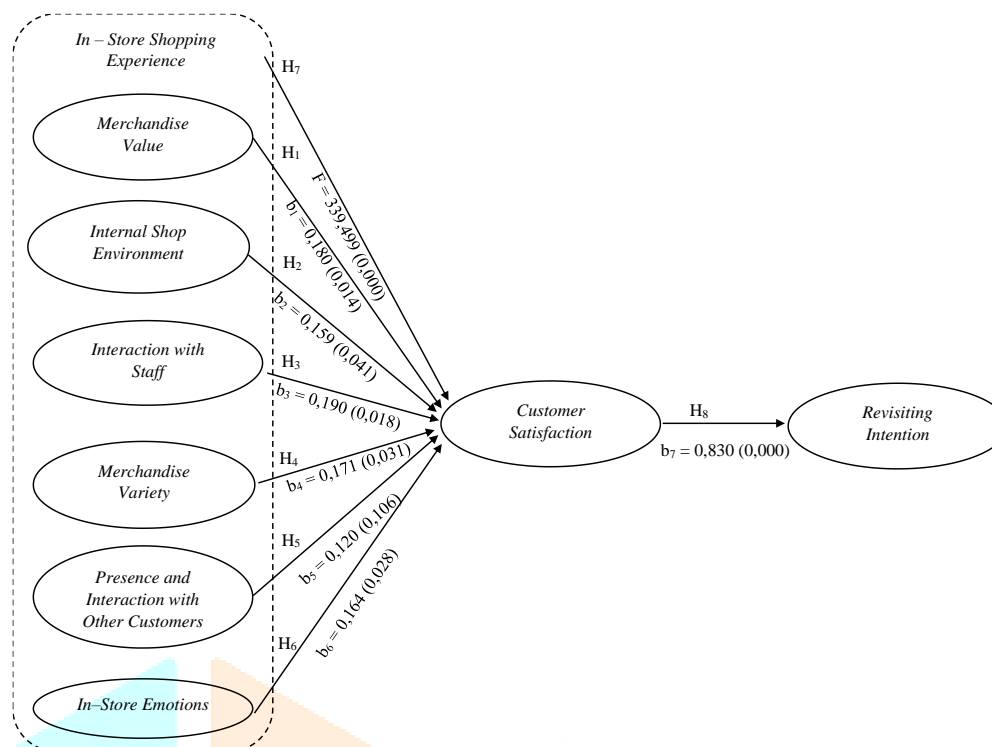 In – Store Shopping
Experience
H7
Merchandise
Value
H1
F = 339,499 (0,000)
b1 = 0,180 (0,014)
Internal Shop
Environment
H2
b2 = 0,159 (0,041)
Interaction with
Staff
H3
b3 = 0,190 (0,018)
Customer
Satisfaction
H8
b7 = 0,830 (0,000)
Revisiting
Intention
Merchandise
Variety
H4
b4 = 0,171 (0,031)
Presence and
Interaction with
Other Customers
H5
b5 = 0,120 (0,106)
In–Store Emotions
H6
b6 = 0,164 (0,028)